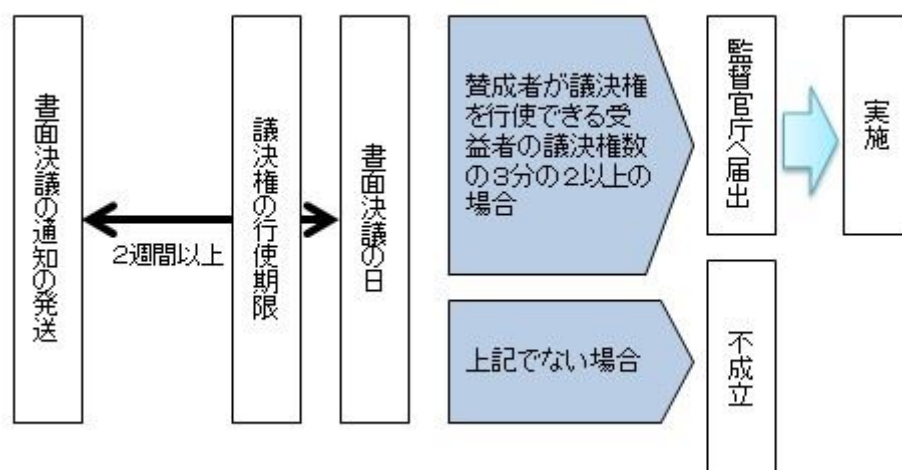 書面決議の通知の発送
2週間以上
議決権の行使期限
書面決議の日
賛成者が議決権
を行使できる受
益者の議決権数
の3分の2以上の
場合
監督官庁へ届出
実施
上記でない場合
不成立